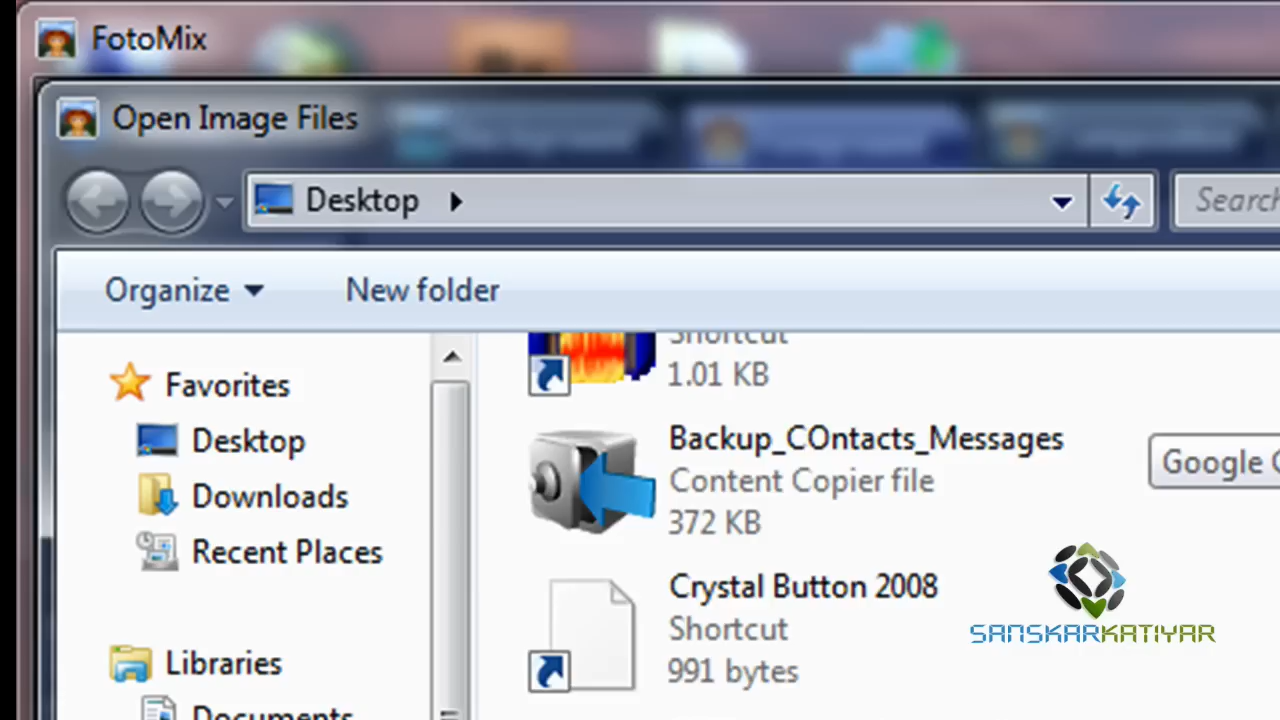 FotoMix
Open Image Files
Desktop
Search
Organize
New folder
Shortcut
1.01 KB
Favorites
Desktop
Downloads
Recent Places
Libraries
Documents
Backup_COntacts_Messages
Content Copier file
372 KB
Google
Crystal Button 2008
Shortcut
991 bytes
SANSKARKATIYAR